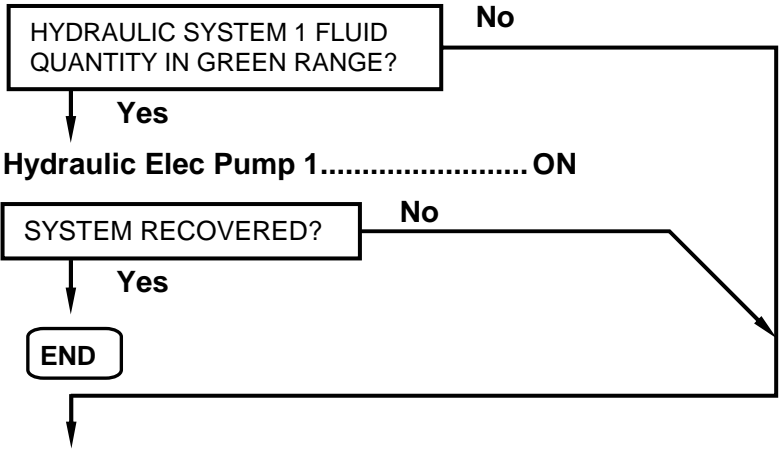 HYDRAULIC SYSTEM 1 FLUID
QUANTITY IN GREEN RANGE?
No
Yes
Hydraulic Elec Pump 1.......................... ON
SYSTEM RECOVERED?
No
Yes
END